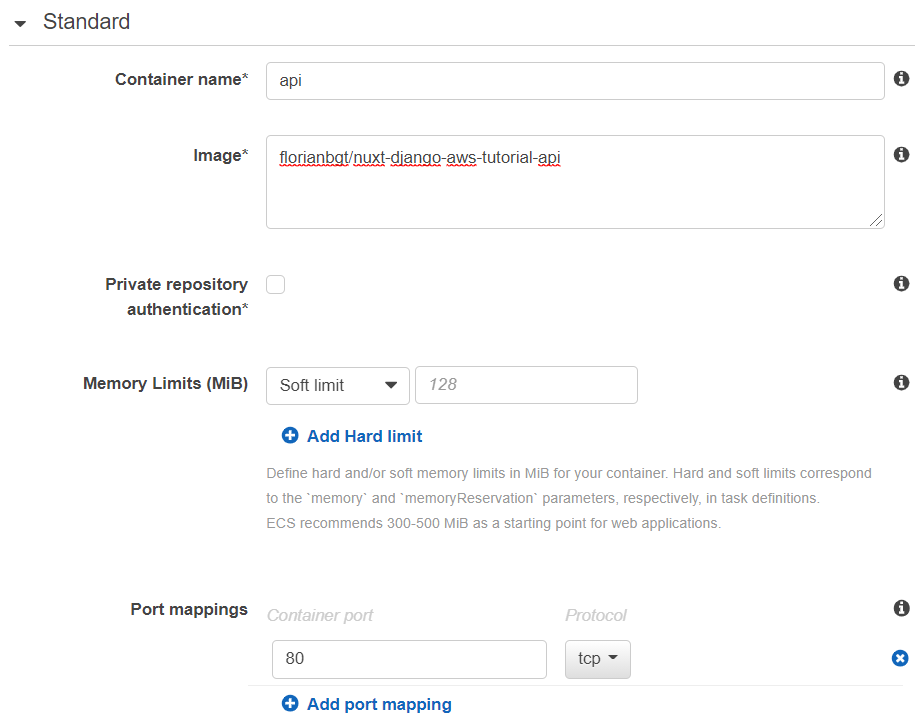 Standard
Container name*
api
Image*
florianbgt/nuxt-django-aws-tutorial-api
Private repository
authentication*
Memory Limits (MiB)
Soft limit
128
Add Hard limit
Define hard and/or soft memory limits in MiB for your container. Hard and soft limits correspond
to the `memory` and `memoryReservation` parameters, respectively, in task definitions.
ECS recommends 300-500 MiB as a starting point for web applications.
Port mappings
Container port
Protocol
80
tcp
Add port mapping